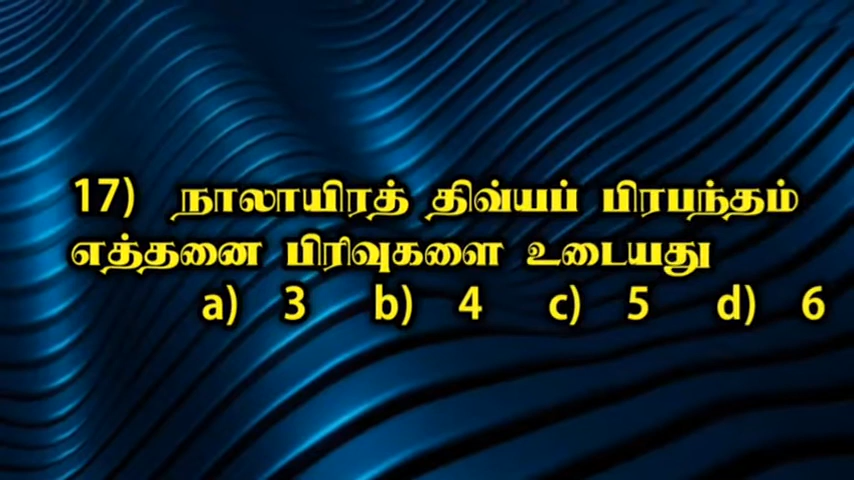 17) நாலாயிரத் திவ்யப் பிரபந்தம்
எத்தனை பிரிவுகளை உடையது
a) 3 b) 4 c) 5 d) 6